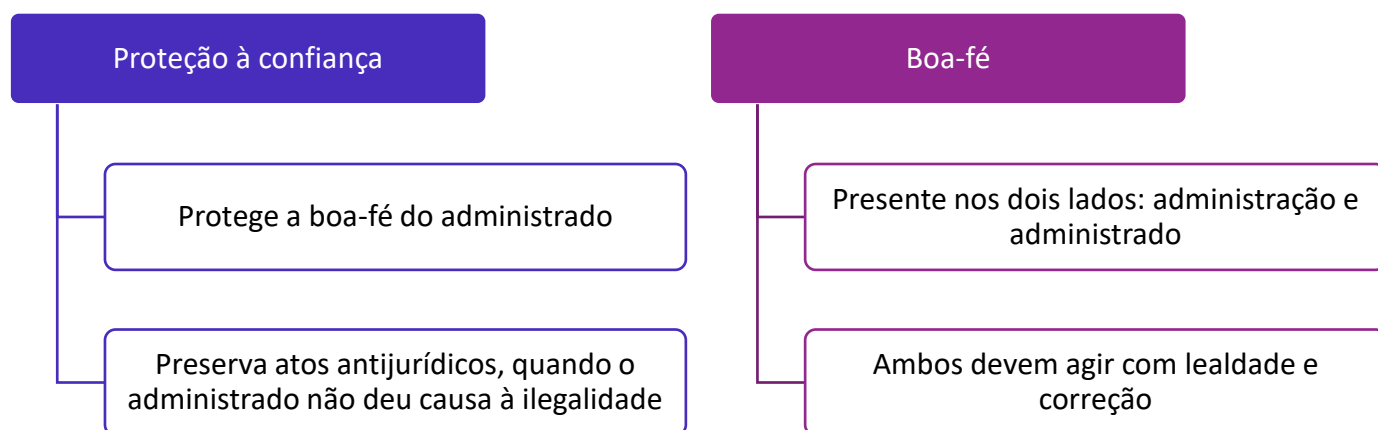 Proteção à confiança
Protege a boa-fé do administrado
Preserva atos antijurídicos, quando o
administrado não deu causa à ilegalidade
Boa-fé
Presente nos dois lados: administração e
administrado
Ambos devem agir com lealdade e
correção